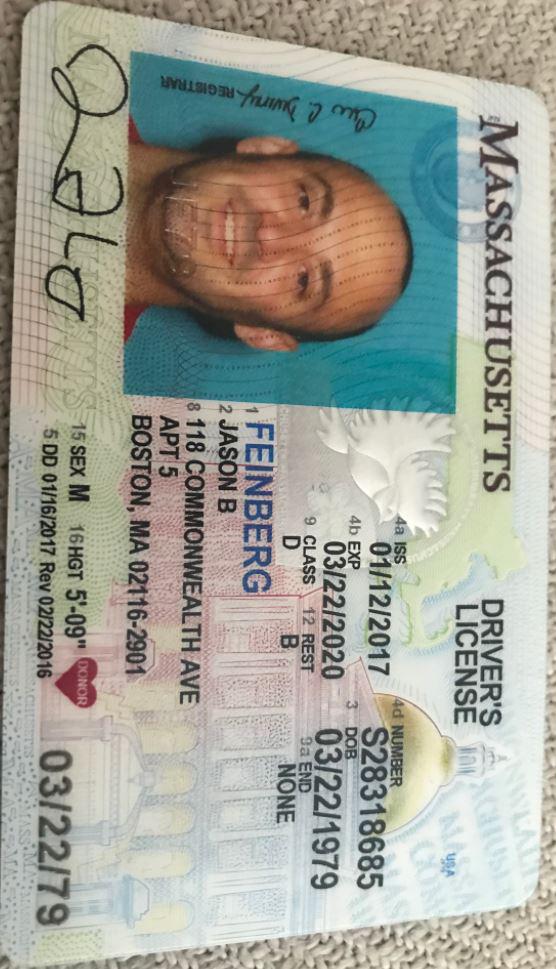 MASSACHUSETTS
DRIVER'S
LICENSE
USA
4a ISS
01/12/2017
4d NUMBER
S28318685
4b EXP
03/22/2020
3 DOB
03/22/1979
9 CLASS
D
12 REST
B
9a END
NONE
1 FEINBERG
2 JASON B
8 118 COMMONWEALTH AVE
APT 5
BOSTON, MA 02116-2901
15 SEX M 16 HGT 5'-09"
DONOR
5 DD 01/16/2017 Rev 02/22/2016
03/22/79
REGISTRAR